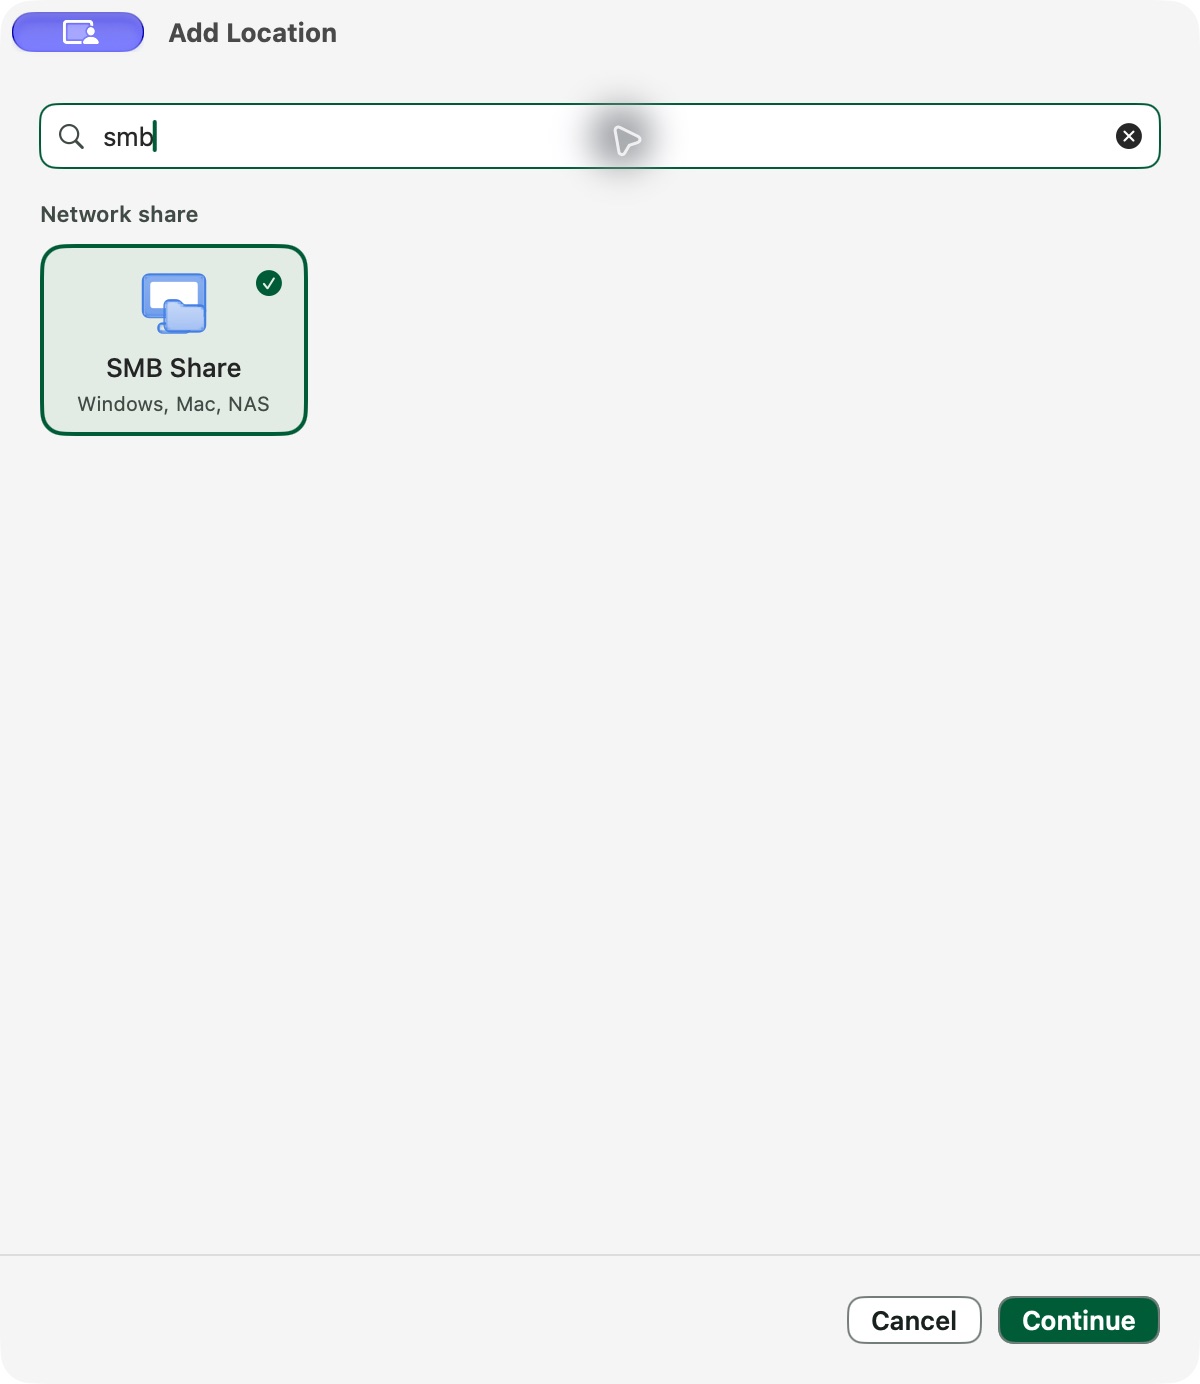 Add Location
smb
Network share
SMB Share
Windows, Mac, NAS
Cancel
Continue